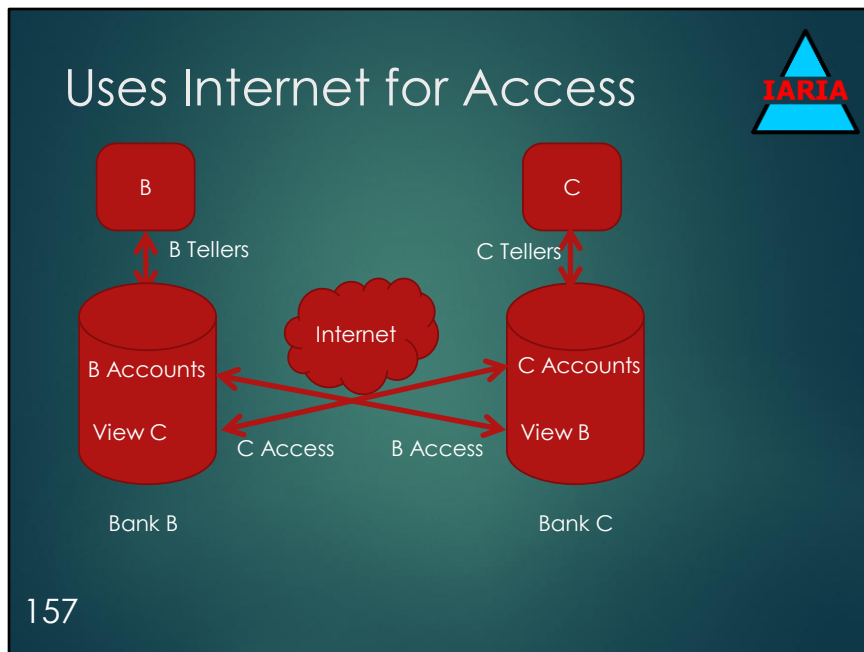 Uses Internet for Access
IARIA
B
C
B Tellers
C Tellers
Internet
B Accounts
C Accounts
View C
C Access
B Access
View B
Bank B
Bank C
157